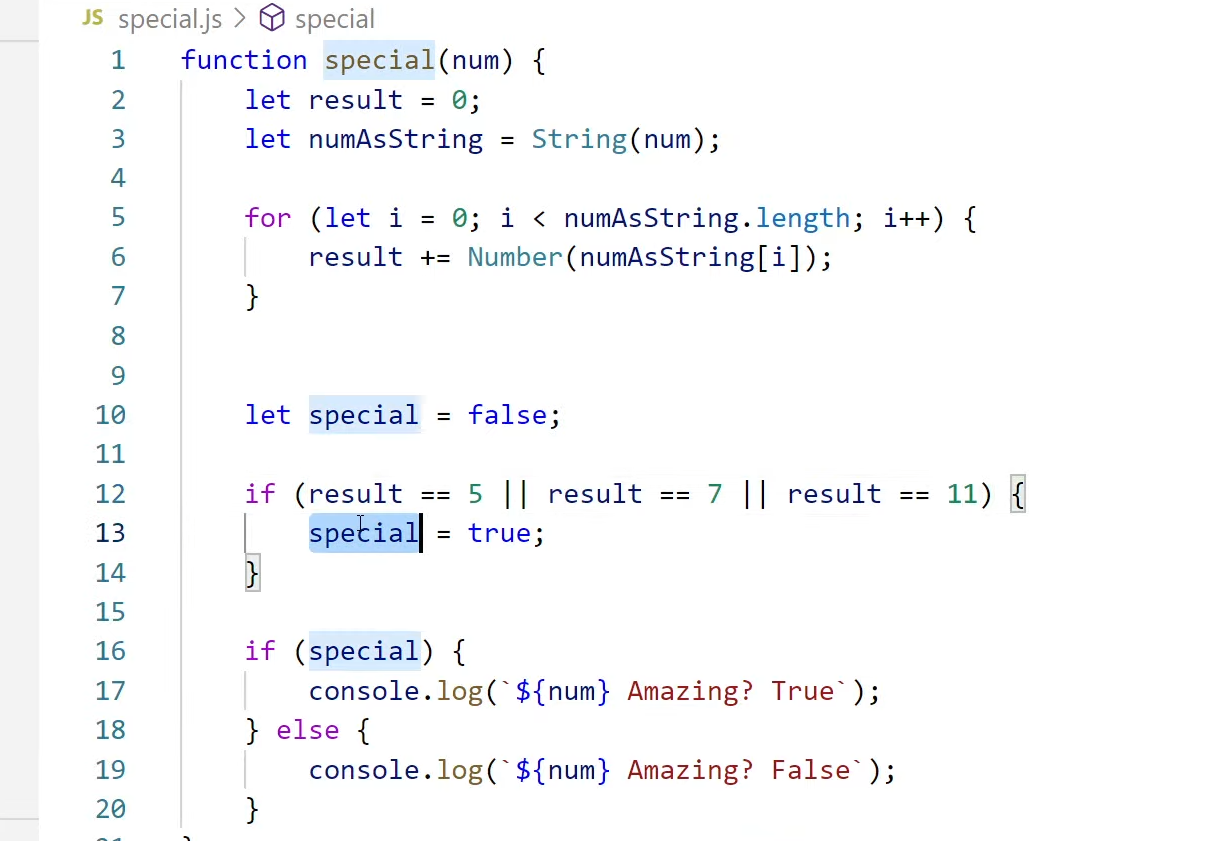 JS special.js > special
1 function special(num) {
2 let result = 0;
3 let numAsString = String(num);
4
5 for (let i = 0; i < numAsString.length; i++) {
6 result += Number(numAsString[i]);
7 }
8
9
10 let special = false;
11
12 if (result == 5 || result == 7 || result == 11) {
13 special = true;
14 }
15
16 if (special) {
17 console.log(`${num} Amazing? True`);
18 } else {
19 console.log(`${num} Amazing? False`);
20 }